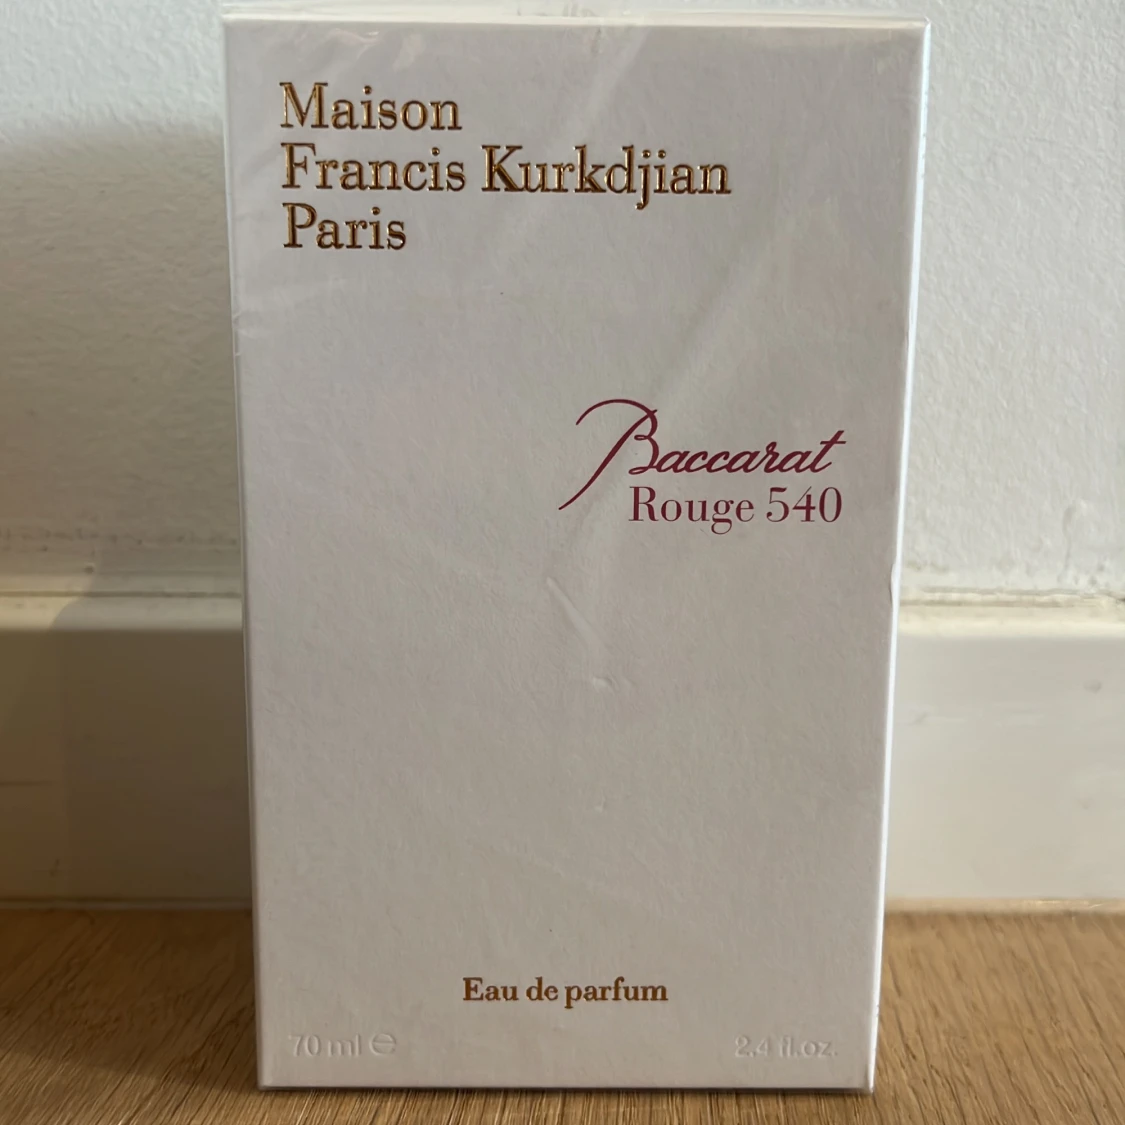 Maison
Francis Kurkdjian
Paris
Baccarat
Rouge 540
Eau de parfum
70 ml ℮
2.4 fl.oz.